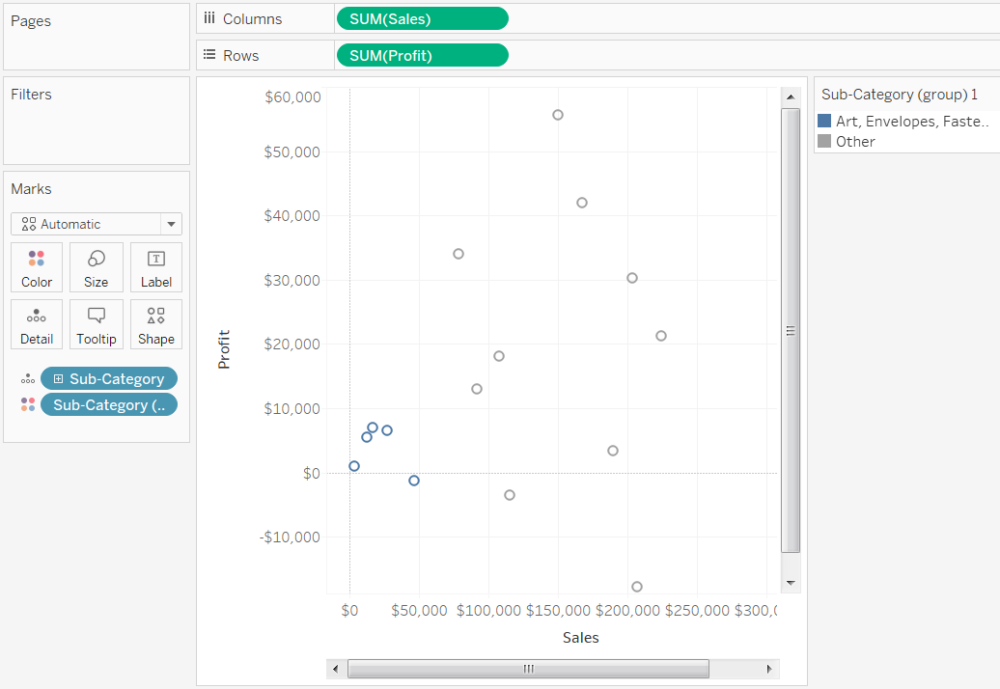 Pages
Columns
SUM(Sales)
Rows
SUM(Profit)
Filters
Marks
Automatic
Color
Size
Label
Detail
Tooltip
Shape
Sub-Category
Sub-Category (..
$60,000
$50,000
$40,000
$30,000
$20,000
$10,000
$0
-$10,000
Profit
$0 $50,000 $100,000 $150,000 $200,000 $250,000 $300,(
Sales
Sub-Category (group) 1
Art, Envelopes, Faste..
Other